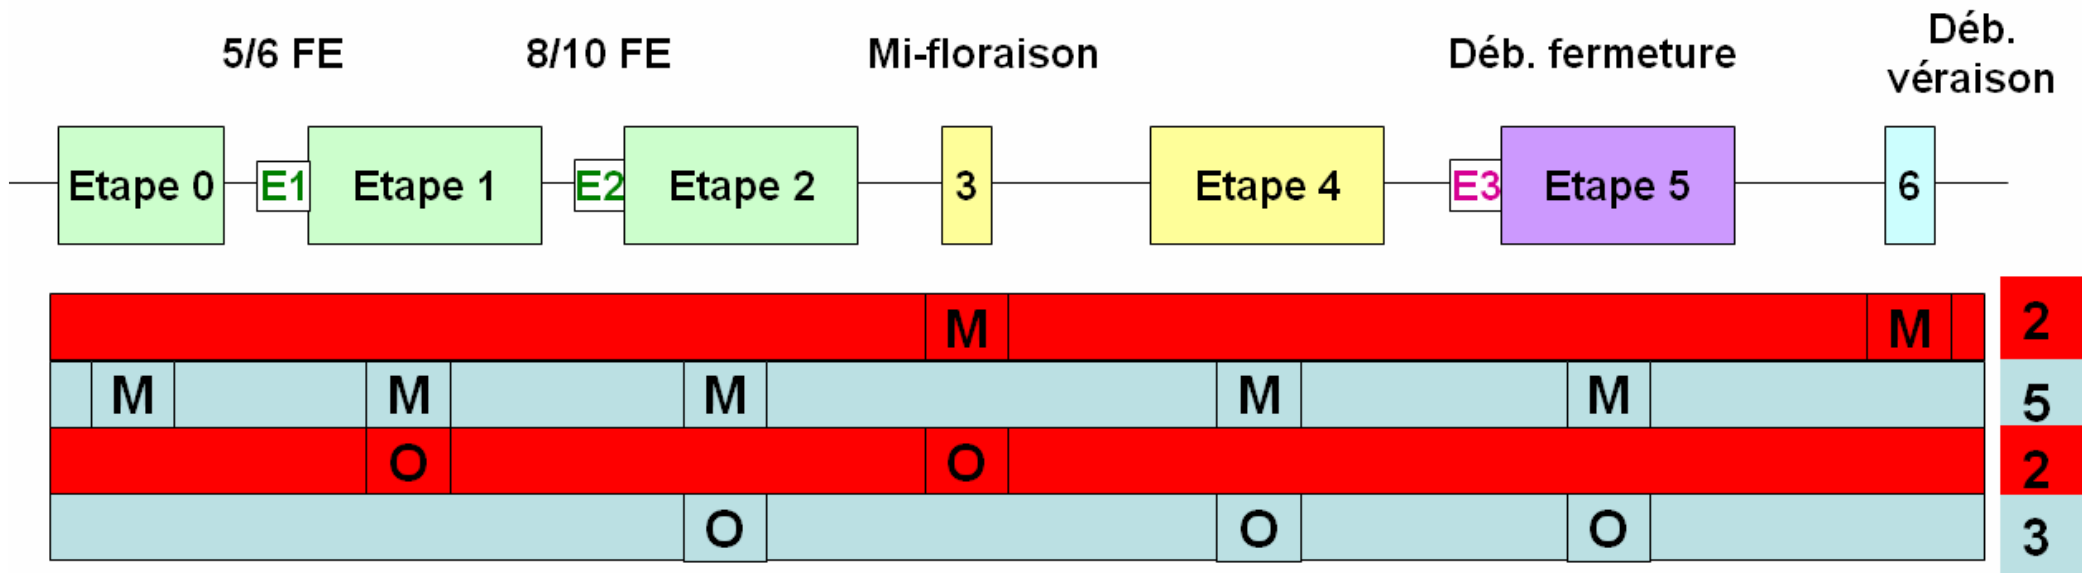 5/6 FE 8/10 FE Mi-floraison Déb. fermeture Déb.
véraison
Etape 0 E1 Etape 1 E2 Etape 2 3 Etape 4 E3 Etape 5 6
M M 2
M M M M M 5
O O 2
O O O 3